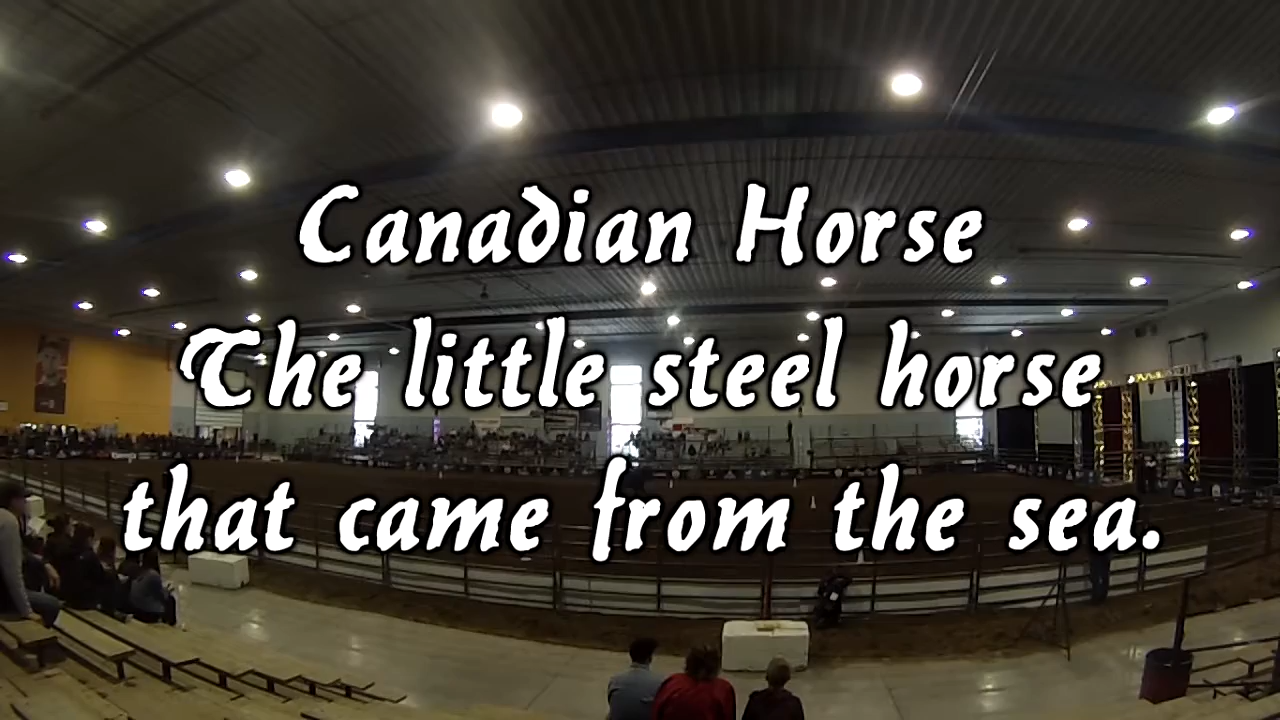 Canadian Horse
The little steel horse
that came from the sea.